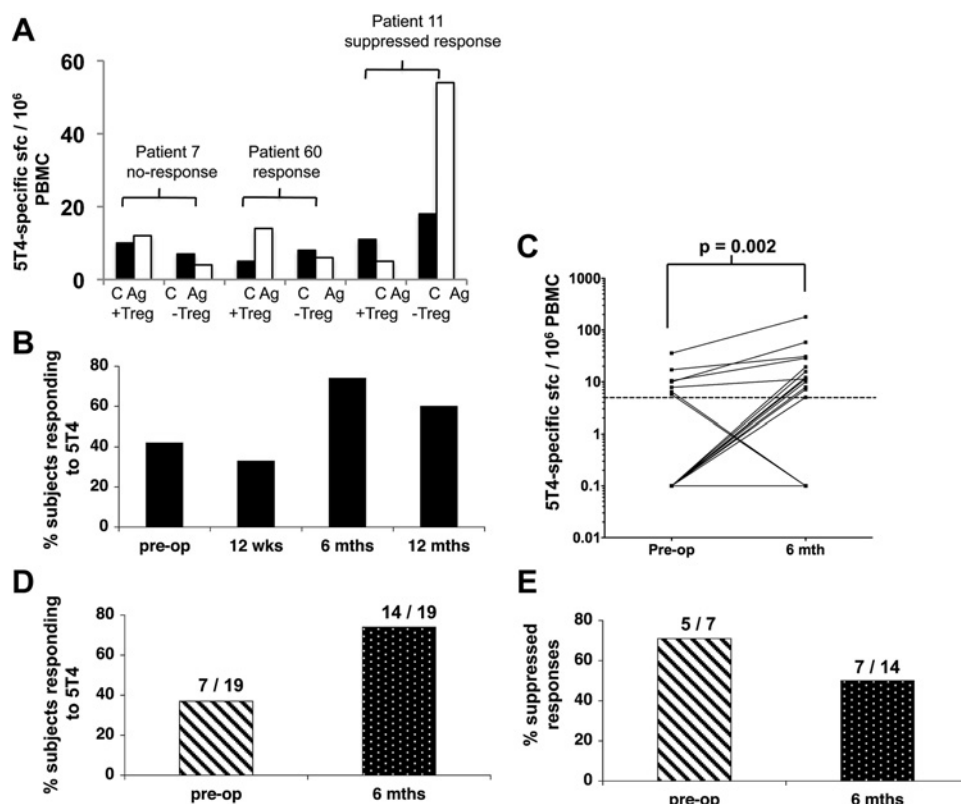 A
5T4-specific sfc / 10⁶
PBMC
60
40
20
0
Patient 7
no-response
Patient 60
response
Patient 11
suppressed response
C Ag
+Treg
C Ag
-Treg
C Ag
+Treg
C Ag
-Treg
C Ag
+Treg
C Ag
-Treg
B
% subjects responding
to 5T4
80
60
40
20
0
pre-op
12 wks
6 mths
12 mths
C
p = 0.002
5T4-specific sfc / 10⁶ PBMC
1000
100
10
1
0.1
0.01
Pre-op
6 mth
D
% subjects responding
to 5T4
80
60
40
20
0
7 / 19
14 / 19
pre-op
6 mths
E
% suppressed
responses
80
60
40
20
0
5 / 7
7 / 14
pre-op
6 mths